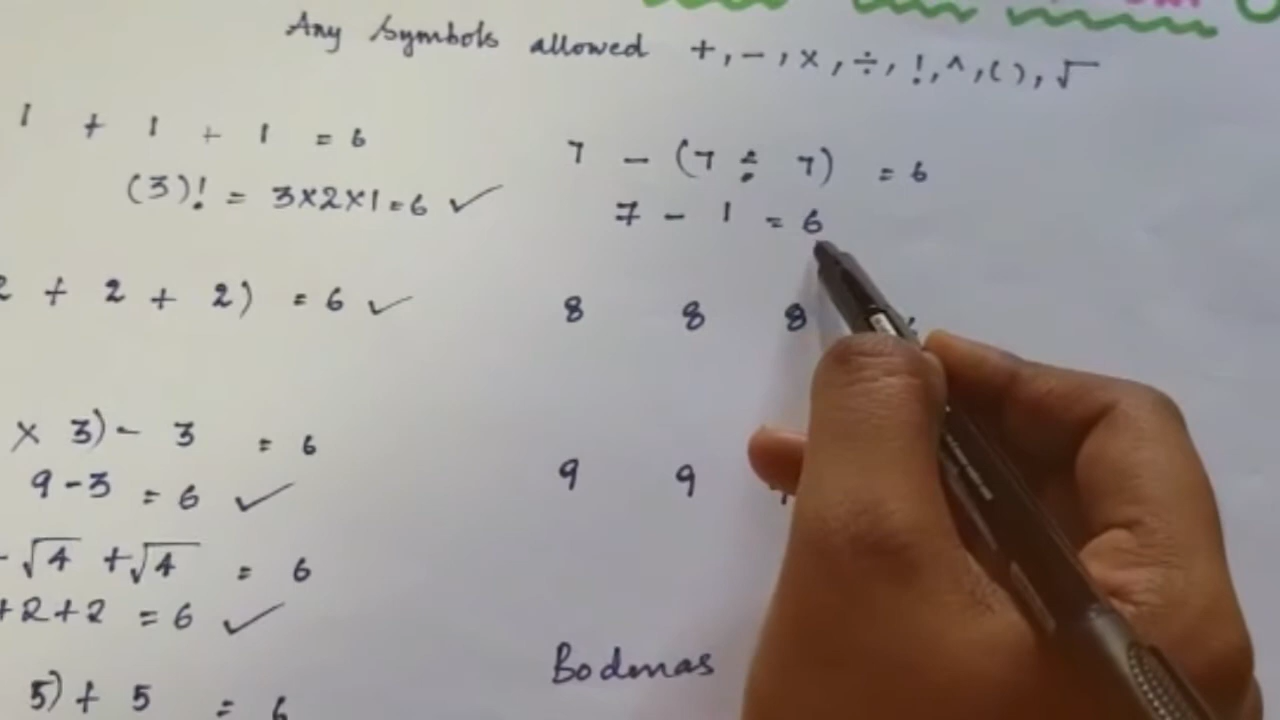 Any Symbols allowed +, -, ×, ÷, !, ^, ( ), √
1 + 1 + 1 = 6
(3)! = 3×2×1=6 ✓
2 + 2 + 2) = 6 ✓
× 3) - 3 = 6
9-3 = 6 ✓
- √4 + √4 = 6
+2+2 = 6 ✓
5) + 5 = 6
7 - (7 ÷ 7) = 6
7 - 1 = 6
8 8 8
9 9
Bodmas